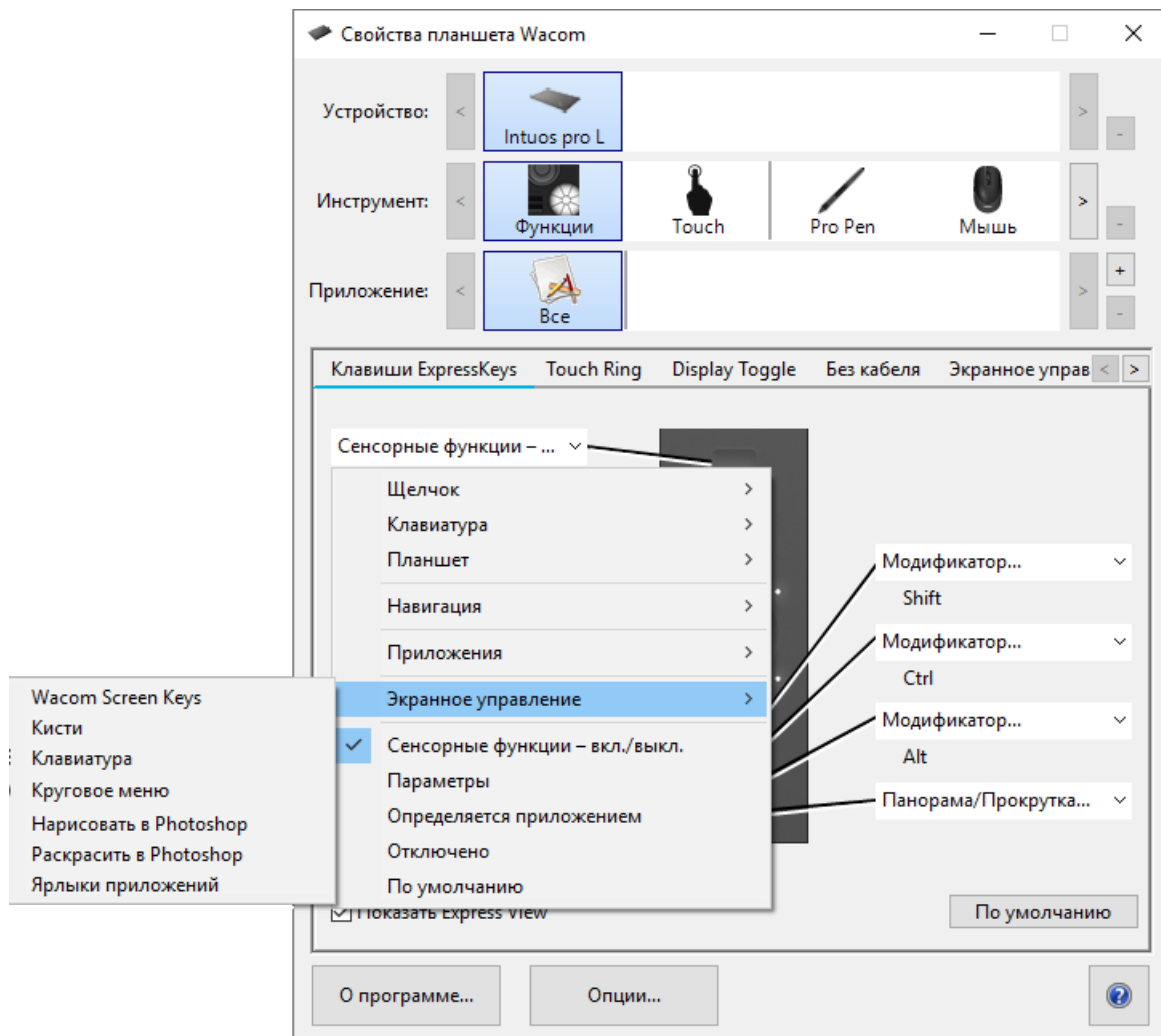 Свойства планшета Wacom
Устройство:
<
Intuos pro L
>
-
Инструмент:
<
Функции
Touch
Pro Pen
Мышь
>
-
Приложение:
<
Все
>
+
-
Клавиши ExpressKeys
Touch Ring
Display Toggle
Без кабеля
Экранное управ
<
>
Сенсорные функции – ...
Щелчок
Клавиатура
Планшет
Навигация
Приложения
Экранное управление
Сенсорные функции – вкл./выкл.
Параметры
Определяется приложением
Отключено
По умолчанию
Wacom Screen Keys
Кисти
Клавиатура
Круговое меню
Нарисовать в Photoshop
Раскрасить в Photoshop
Ярлыки приложений
Модификатор...
Shift
Модификатор...
Ctrl
Модификатор...
Alt
Панорама/Прокрутка...
Показать Express View
По умолчанию
О программе...
Опции...
?